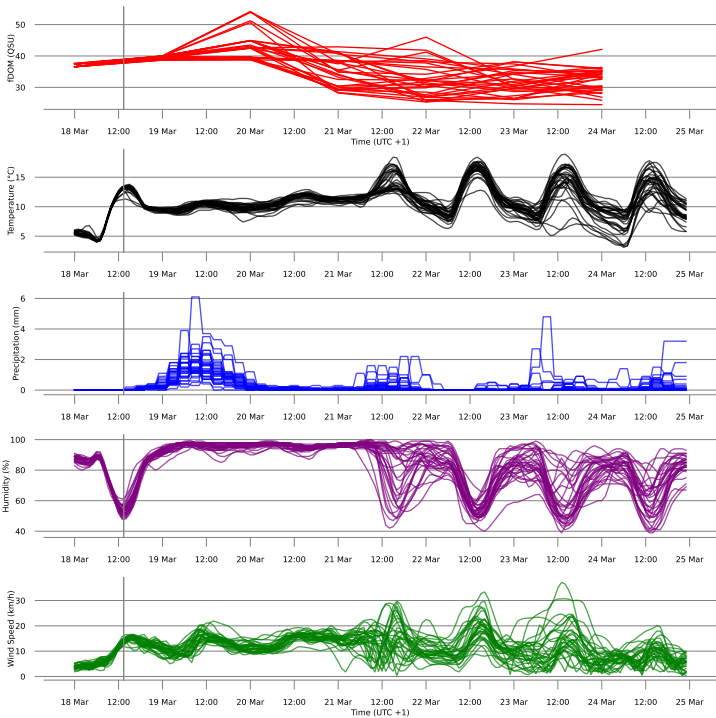 fDOM (QSU)
50
40
30
18 Mar 12:00 19 Mar 12:00 20 Mar 12:00 21 Mar 12:00 22 Mar 12:00 23 Mar 12:00 24 Mar 12:00 25 Mar
Time (UTC +1)
Temperature (°C)
15
10
5
18 Mar 12:00 19 Mar 12:00 20 Mar 12:00 21 Mar 12:00 22 Mar 12:00 23 Mar 12:00 24 Mar 12:00 25 Mar
Precipitation (mm)
6
4
2
0
18 Mar 12:00 19 Mar 12:00 20 Mar 12:00 21 Mar 12:00 22 Mar 12:00 23 Mar 12:00 24 Mar 12:00 25 Mar
Humidity (%)
100
80
60
40
18 Mar 12:00 19 Mar 12:00 20 Mar 12:00 21 Mar 12:00 22 Mar 12:00 23 Mar 12:00 24 Mar 12:00 25 Mar
Wind Speed (km/h)
30
20
10
0
18 Mar 12:00 19 Mar 12:00 20 Mar 12:00 21 Mar 12:00 22 Mar 12:00 23 Mar 12:00 24 Mar 12:00 25 Mar
Time (UTC +1)